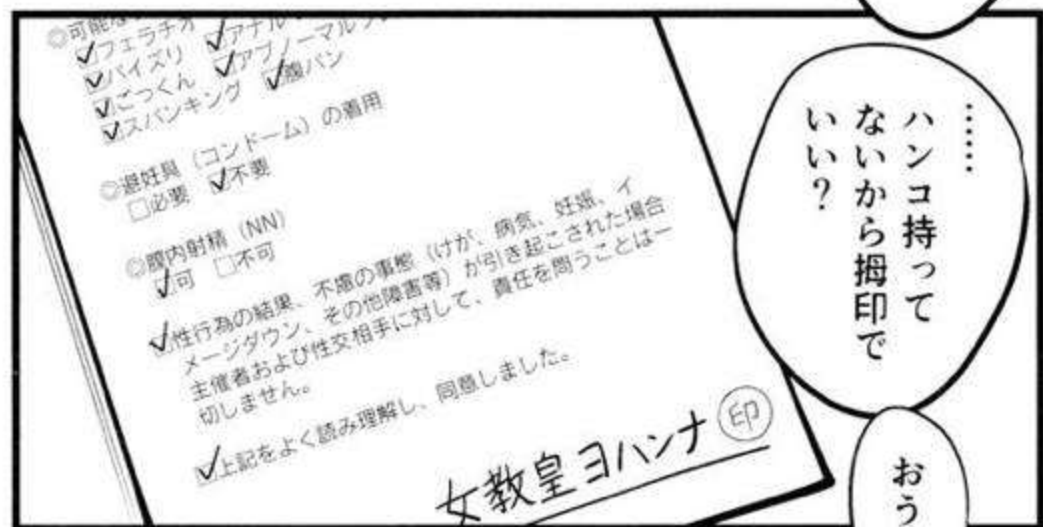 ……
ハンコ持って
ないから拇印で
いい？
おう
◎可能な
☑フェラチオ ☑アナル
☑パイズリ ☑アブノーマルプレ
☑ごっくん ☑腹パン
☑スパンキング
◎避妊具（コンドーム）の着用
□必要 ☑不要
◎膣内射精（NN）
☑可 □不可
☑性行為の結果、不慮の事態（けが、病気、妊娠、イ
メージダウン、その他障害等）が引き起こされた場合
主催者および性交相手に対して、責任を問うことは一
切しません。
☑上記をよく読み理解し、同意しました。
女教皇ヨハンナ 印